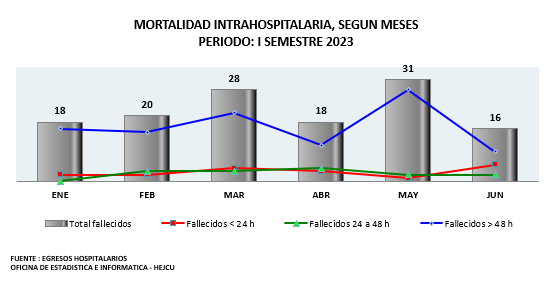 MORTALIDAD INTRAHOSPITALARIA, SEGUN MESES
PERIODO: I SEMESTRE 2023
18 20 28 18 31 16
ENE FEB MAR ABR MAY JUN
Total fallecidos Fallecidos < 24 h Fallecidos 24 a 48 h Fallecidos > 48 h
FUENTE : EGRESOS HOSPITALARIOS
OFICINA DE ESTADISTICA E INFORMATICA - HEJCU